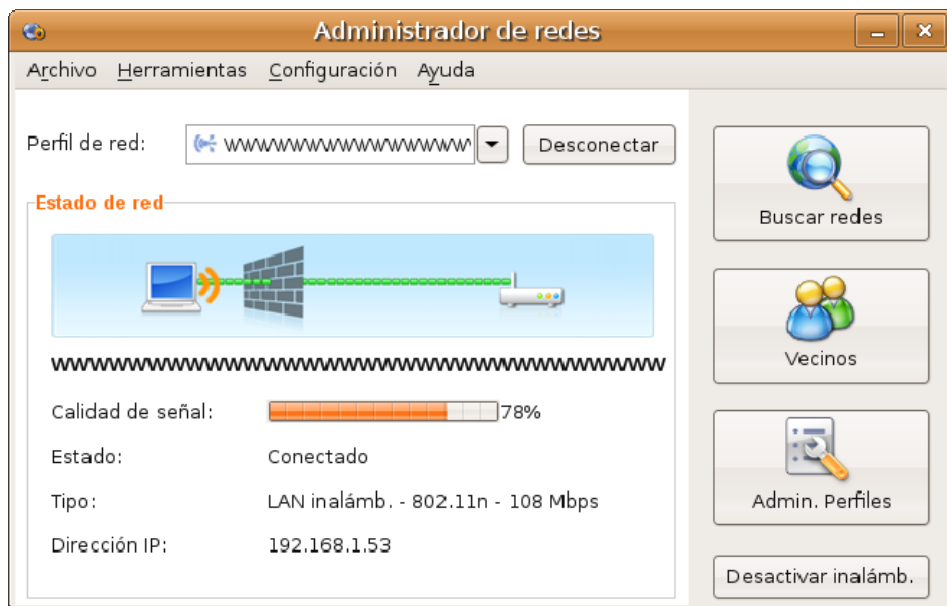 Administrador de redes
Archivo Herramientas Configuración Ayuda
Perfil de red:
Desconectar
Estado de red
Calidad de señal: 78%
Estado: Conectado
Tipo: LAN inalámb. - 802.11n - 108 Mbps
Dirección IP: 192.168.1.53
Buscar redes
Vecinos
Admin. Perfiles
Desactivar inalámb.